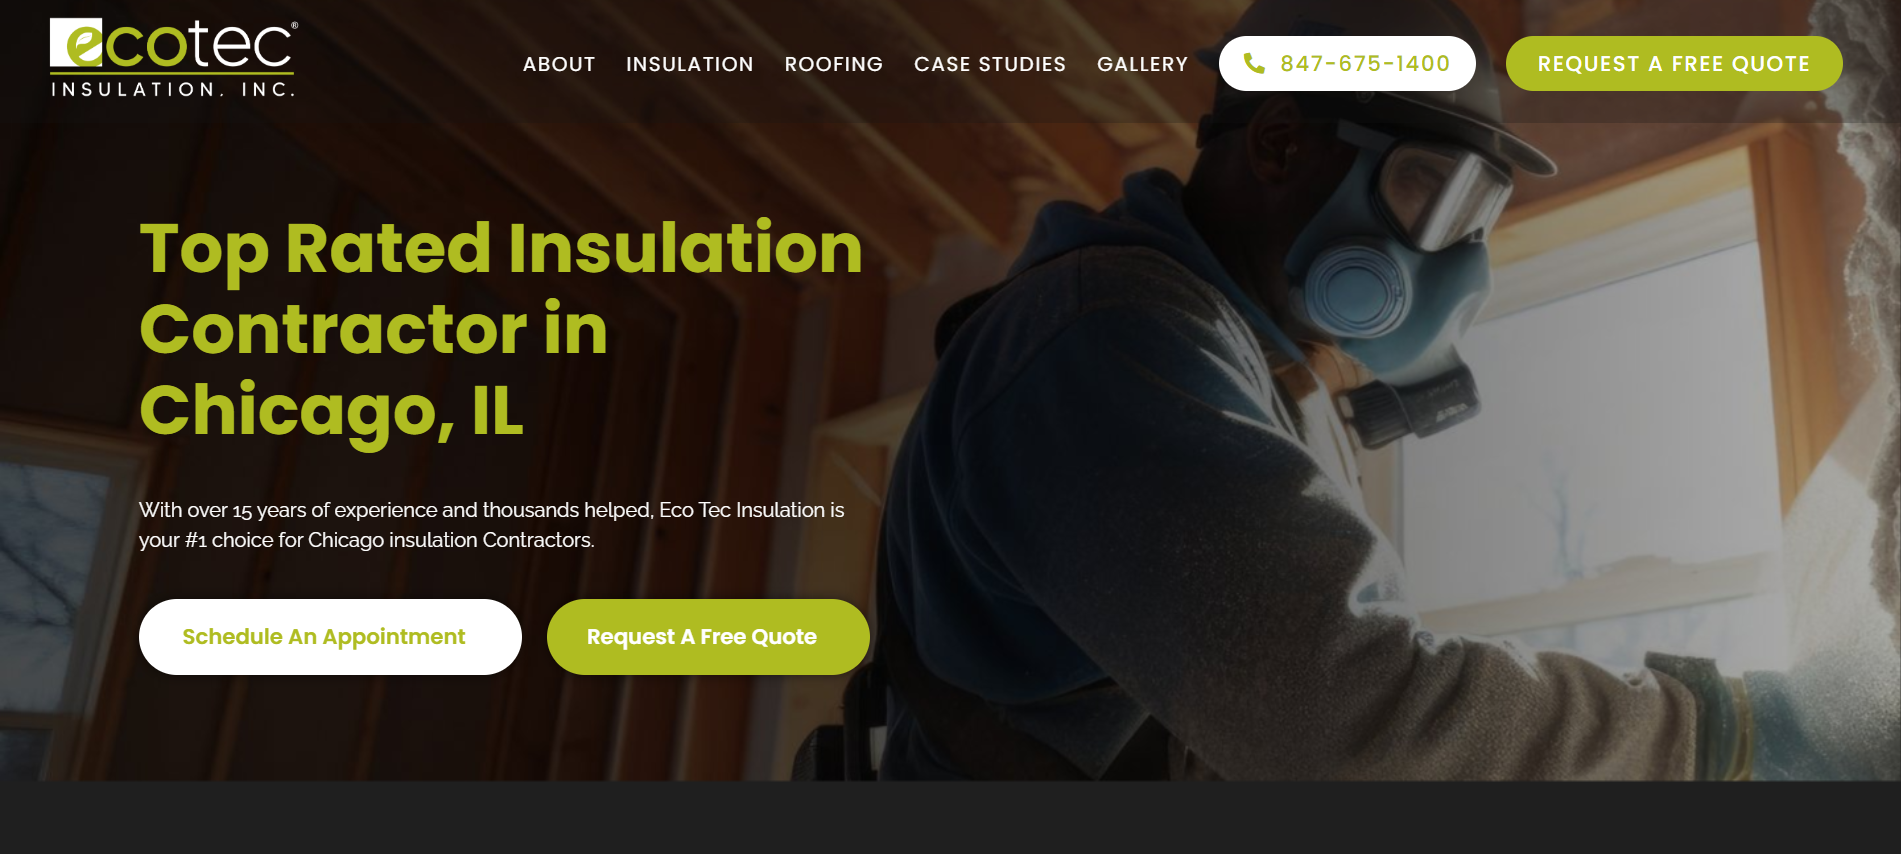 ecotec®
INSULATION, INC.
ABOUT INSULATION ROOFING CASE STUDIES GALLERY 847-675-1400 REQUEST A FREE QUOTE
Top Rated Insulation
Contractor in
Chicago, IL
With over 15 years of experience and thousands helped, Eco Tec Insulation is
your #1 choice for Chicago insulation Contractors.
Schedule An Appointment Request A Free Quote